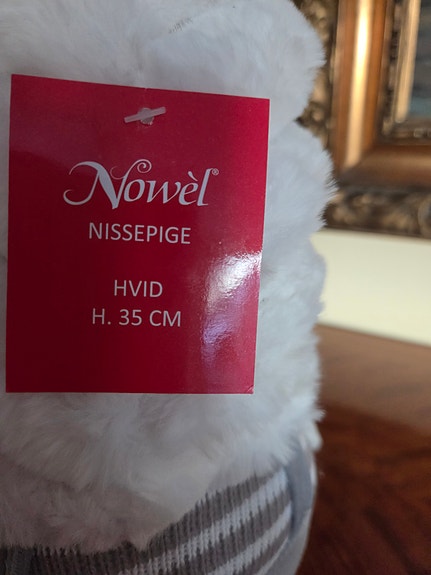 Nowèl®
NISSEPIGE
HVID
H. 35 CM